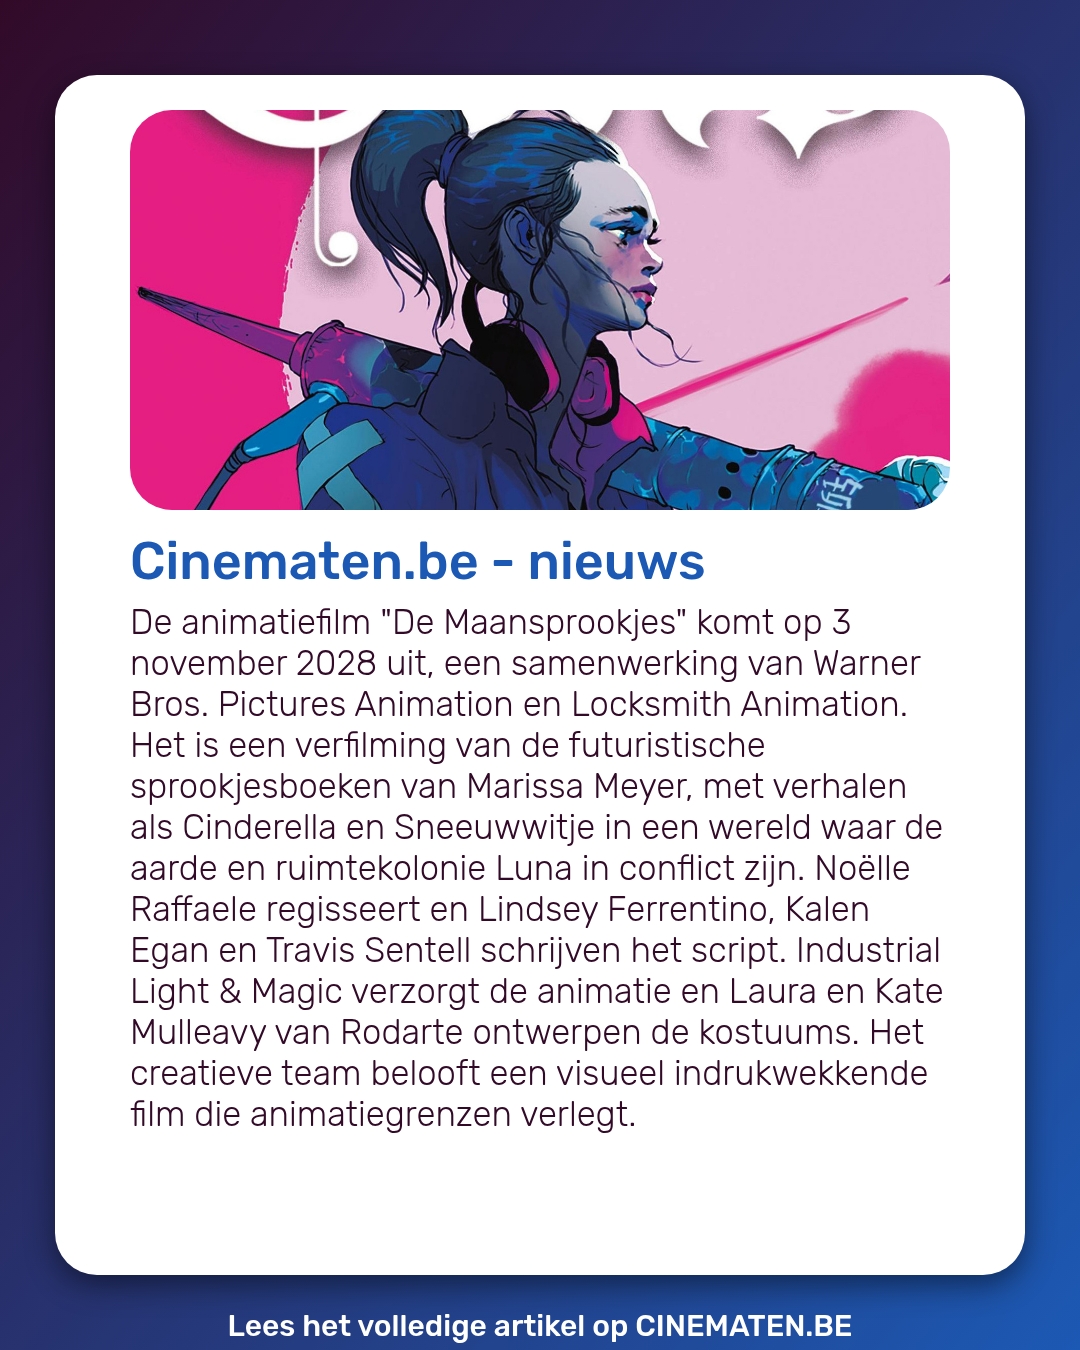 Cinematen.be - nieuws
De animatiefilm "De Maansprookjes" komt op 3
november 2028 uit, een samenwerking van Warner
Bros. Pictures Animation en Locksmith Animation.
Het is een verfilming van de futuristische
sprookjesboeken van Marissa Meyer, met verhalen
als Cinderella en Sneeuwwitje in een wereld waar de
aarde en ruimtekolonie Luna in conflict zijn. Noëlle
Raffaele regisseert en Lindsey Ferrentino, Kalen
Egan en Travis Sentell schrijven het script. Industrial
Light & Magic verzorgt de animatie en Laura en Kate
Mulleavy van Rodarte ontwerpen de kostuums. Het
creatieve team belooft een visueel indrukwekkende
film die animatiegrenzen verlegt.
Lees het volledige artikel op CINEMATEN.BE